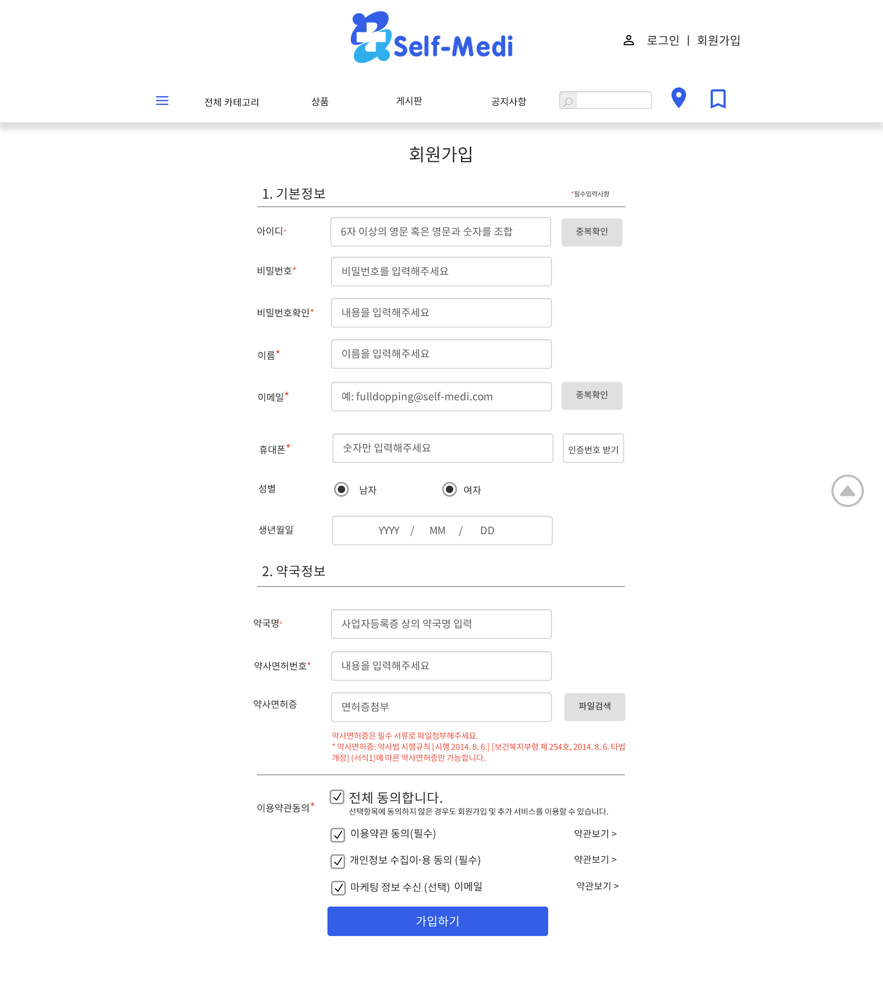 Self-Medi
로그인 | 회원가입
전체 카테고리 상품 게시판 공지사항
회원가입
1. 기본정보 *필수입력사항
아이디* 6자 이상의 영문 혹은 영문과 숫자를 조합 중복확인
비밀번호* 비밀번호를 입력해주세요
비밀번호확인* 내용을 입력해주세요
이름* 이름을 입력해주세요
이메일* 예: fulldopping@self-medi.com 중복확인
휴대폰* 숫자만 입력해주세요 인증번호 받기
성별 남자 여자
생년월일 YYYY / MM / DD
2. 약국정보
약국명* 사업자등록증 상의 약국명 입력
약사면허번호* 내용을 입력해주세요
약사면허증 면허증첨부 파일검색
약사면허증은 필수 서류로 파일첨부해주세요.
* 약사면허증: 약사법 시행규칙 [시행 2014. 8. 6.] [보건복지부령 제 254호, 2014. 8. 6. 타법
개정] (서식1)에 따른 약사면허증만 가능합니다.
이용약관동의* 전체 동의합니다.
선택항목에 동의하지 않은 경우도 회원가입 및 추가 서비스를 이용할 수 있습니다.
이용약관 동의(필수) 약관보기 >
개인정보 수집이·용 동의 (필수) 약관보기 >
마케팅 정보 수신 (선택) 이메일 약관보기 >
가입하기